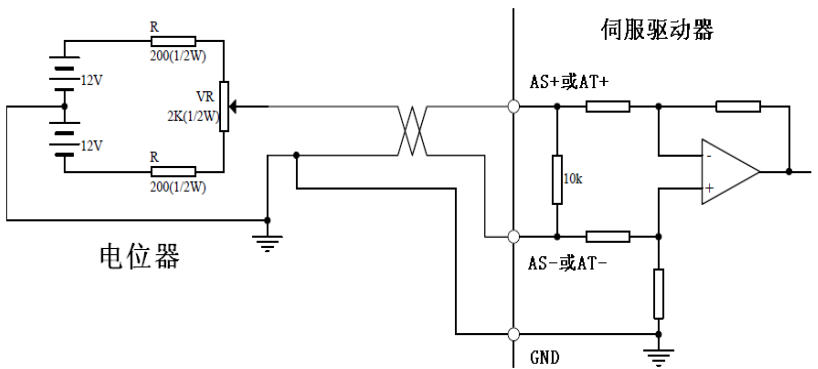 伺服驱动器
R
200(1/2W)
12V
VR
2K(1/2W)
12V
R
200(1/2W)
电位器
AS+或AT+
10k
-
+
AS-或AT-
GND